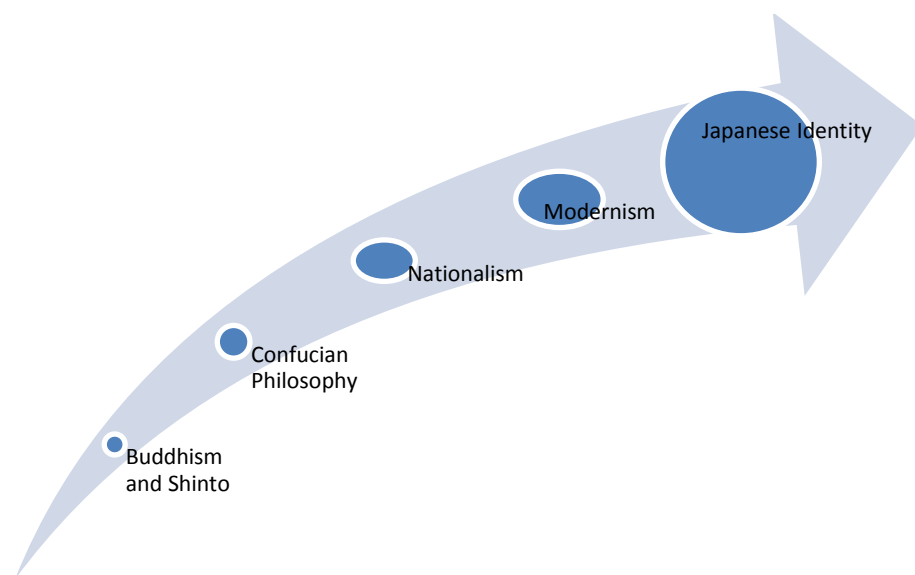 Japanese Identity
Modernism
Nationalism
Confucian
Philosophy
Buddhism
and Shinto